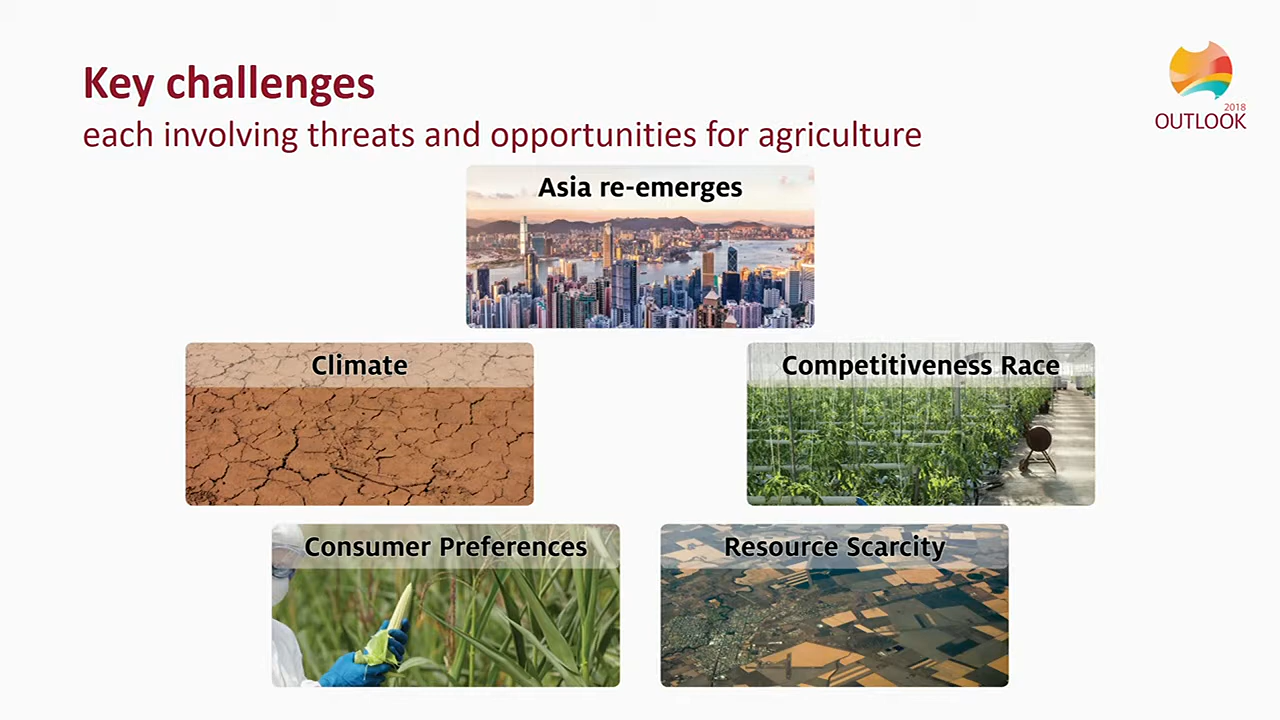 Key challenges
each involving threats and opportunities for agriculture
2018
OUTLOOK
Asia re-emerges
Climate
Competitiveness Race
Consumer Preferences
Resource Scarcity